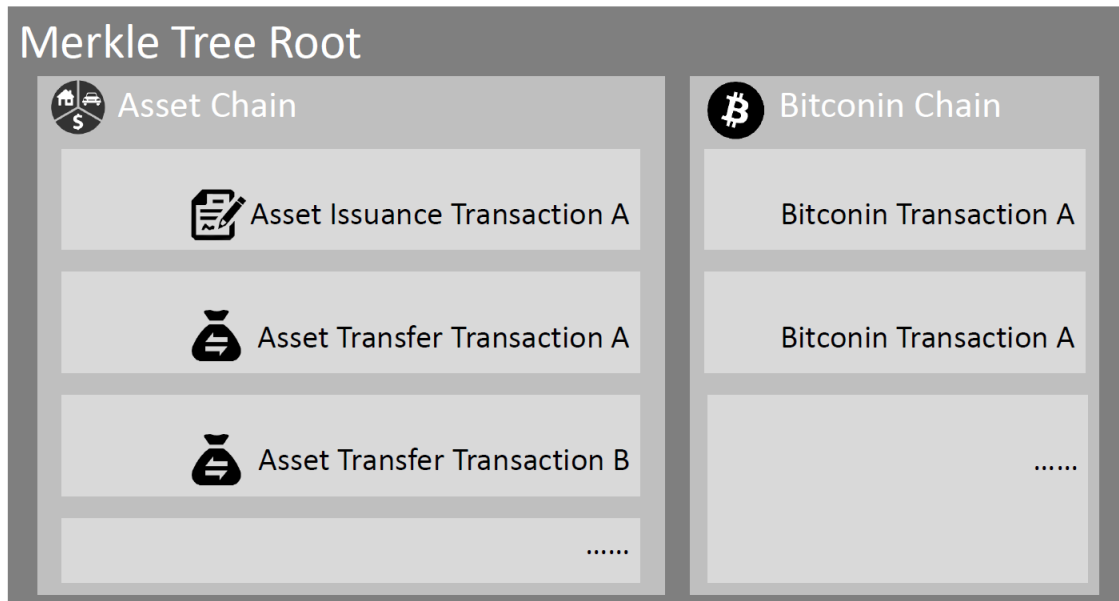 Merkle Tree Root
Asset Chain
Asset Issuance Transaction A
Asset Transfer Transaction A
Asset Transfer Transaction B
......
Bitconin Chain
Bitconin Transaction A
Bitconin Transaction A
......